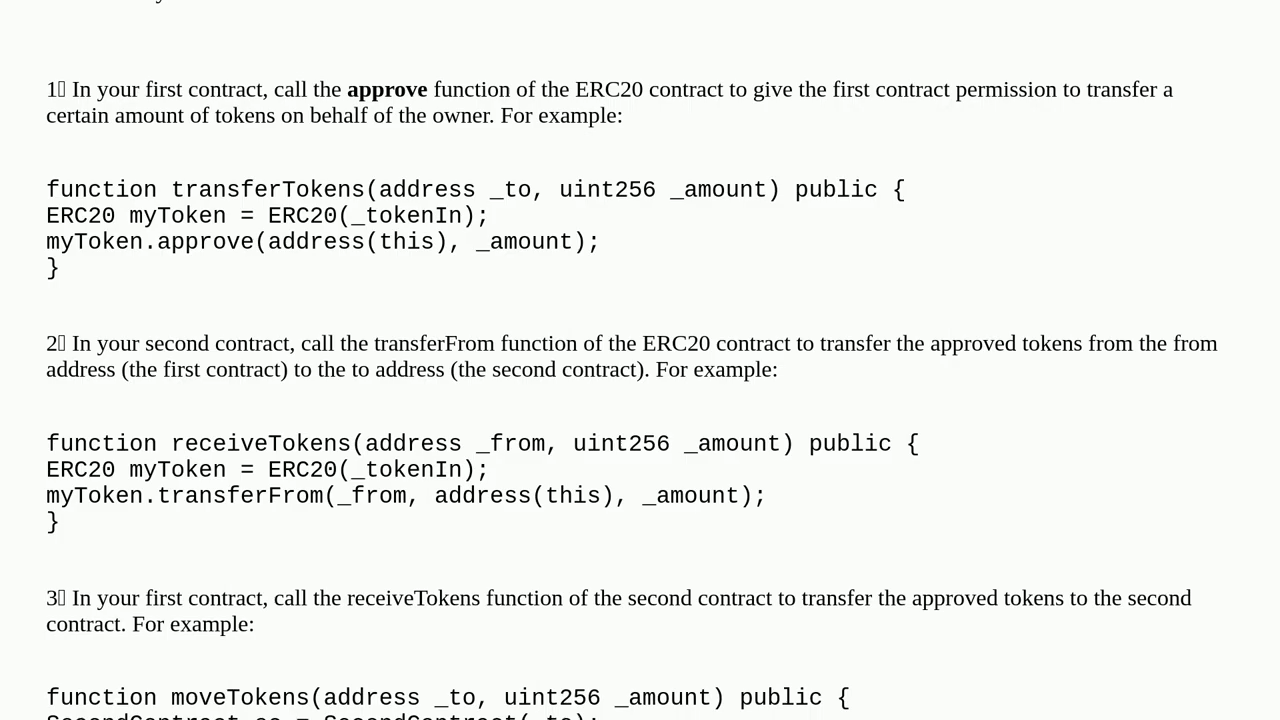 1 In your first contract, call the approve function of the ERC20 contract to give the first contract permission to transfer a
certain amount of tokens on behalf of the owner. For example:
function transferTokens(address _to, uint256 _amount) public {
ERC20 myToken = ERC20(_tokenIn);
myToken.approve(address(this), _amount);
}
2 In your second contract, call the transferFrom function of the ERC20 contract to transfer the approved tokens from the from
address (the first contract) to the to address (the second contract). For example:
function receiveTokens(address _from, uint256 _amount) public {
ERC20 myToken = ERC20(_tokenIn);
myToken.transferFrom(_from, address(this), _amount);
}
3 In your first contract, call the receiveTokens function of the second contract to transfer the approved tokens to the second
contract. For example:
function moveTokens(address _to, uint256 _amount) public {